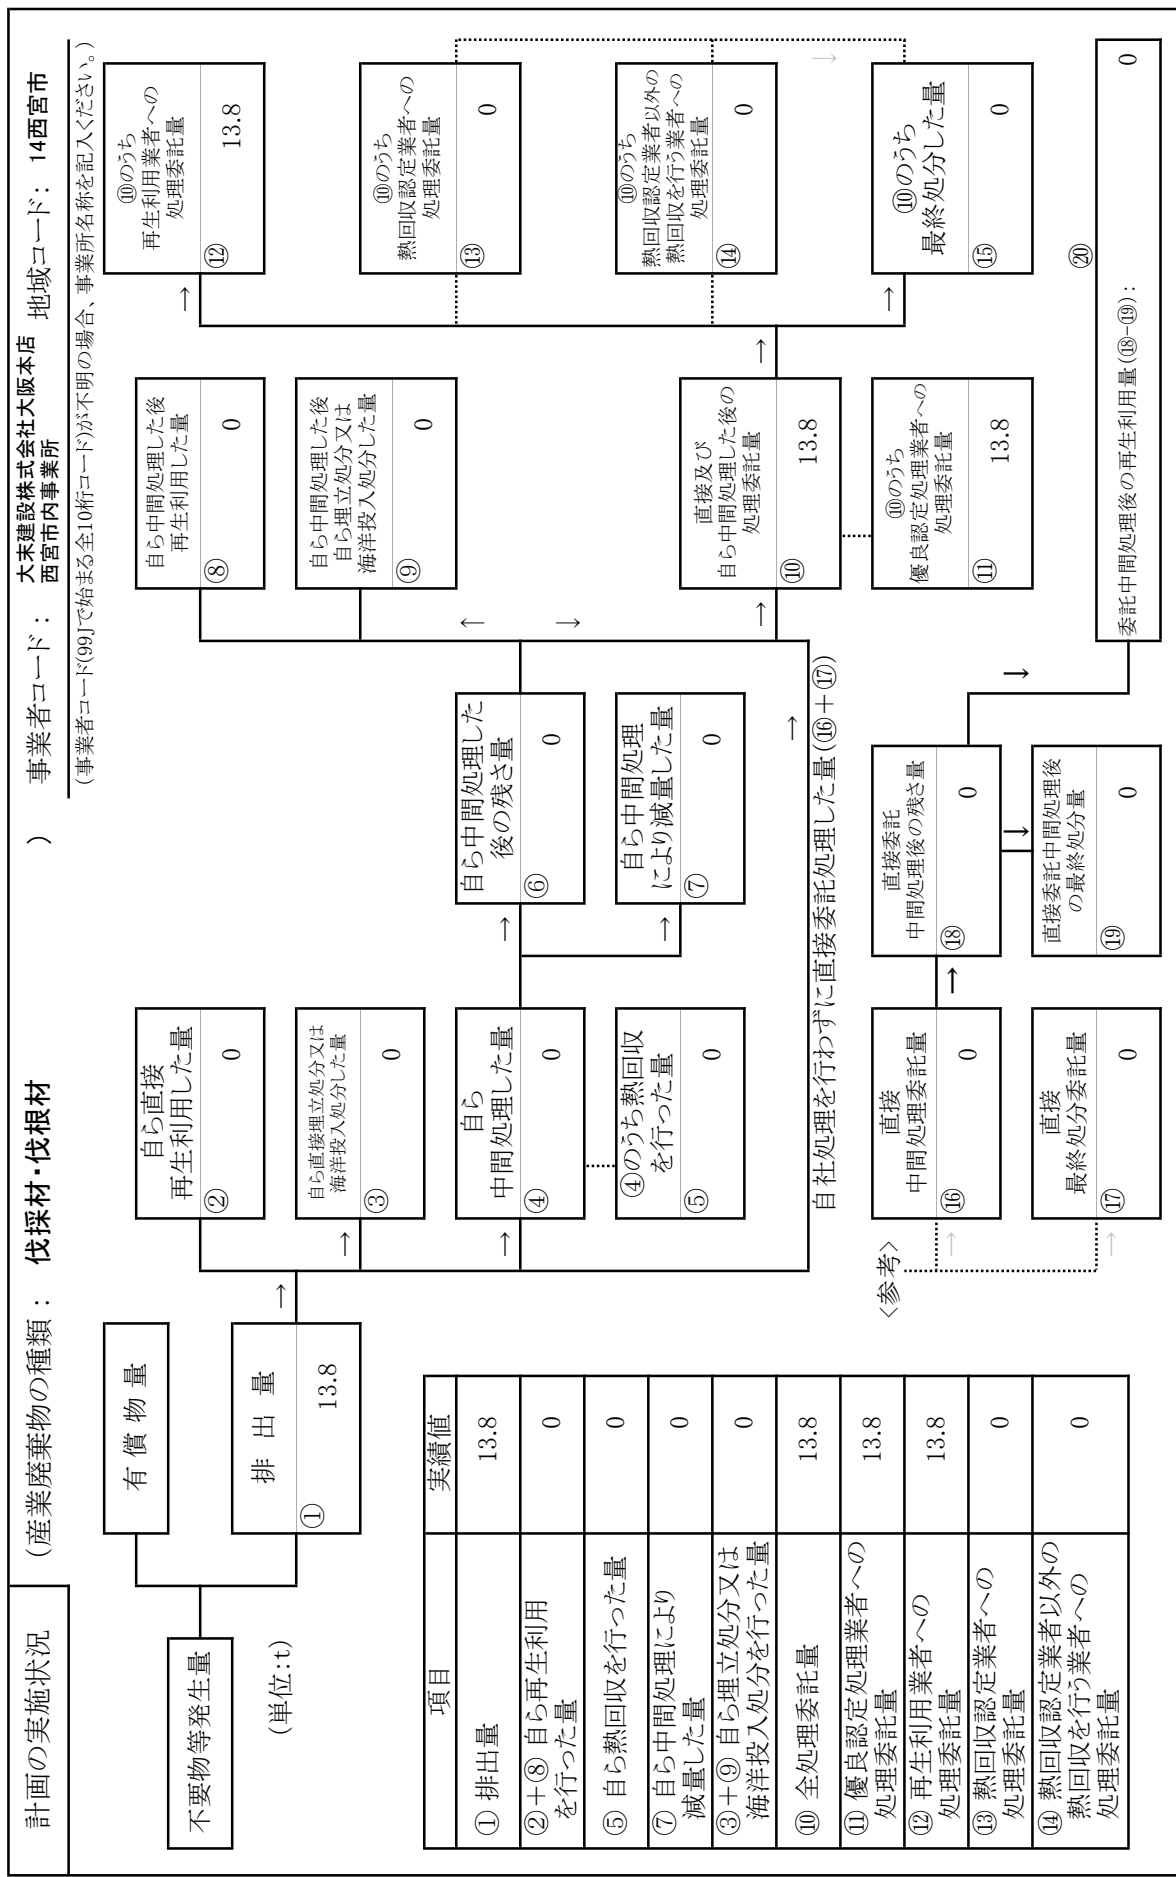 計画の実施状況
(産業廃棄物の種類： 伐採材・伐根材 )
事業者コード： 大末建設株式会社大阪本店
西宮市内事業所
地域コード： 14西宮市
(事業者コード(99Jで始まる全10桁コード)が不明の場合、事業所名称を記入ください。)
不要物等発生量
(単位:t)
有 償 物 量
排 出 量
① 13.8
→
自ら直接
再生利用した量
② 0
自ら直接埋立処分又は
海洋投入処分した量
③ 0
→
自ら
中間処理した量
④ 0
→
④のうち熱回収
を行った量
⑤ 0
自ら中間処理した
後の残さ量
⑥ 0
→
自ら中間処理
により減量した量
⑦ 0
→
自ら中間処理した後
再生利用した量
⑧ 0
自ら中間処理した後
自ら埋立処分又は
海洋投入処分した量
⑨ 0
↑
↓
自社処理を行わずに直接委託処理した量(⑯＋⑰)
→
直接及び
自ら中間処理した後の
処理委託量
⑩ 13.8
→
⑩のうち
優良認定処理業者への
処理委託量
⑪ 13.8
→
⑩のうち
再生利用業者への
処理委託量
⑫ 13.8
→
⑩のうち
熱回収認定業者への
処理委託量
⑬ 0
⑩のうち
熱回収認定業者以外の
熱回収を行う業者への
処理委託量
⑭ 0
↓
⑩のうち
最終処分した量
⑮ 0
→
<参考>
直接
中間処理委託量
⑯ 0
→
直接
最終処分委託量
⑰ 0
→
直接委託
中間処理後の残さ量
⑱ 0
→
直接委託中間処理後
の最終処分量
⑲ 0
↓
↓
⑳
委託中間処理後の再生利用量(⑱-⑲)： 0
項目 実績値
① 排出量 13.8
②＋⑧ 自ら再生利用
を行った量 0
⑤ 自ら熱回収を行った量 0
⑦ 自ら中間処理により
減量した量 0
③＋⑨ 自ら埋立処分又は
海洋投入処分を行った量 0
⑩ 全処理委託量 13.8
⑪ 優良認定処理業者への
処理委託量 13.8
⑫ 再生利用業者への
処理委託量 13.8
⑬ 熱回収認定業者への
処理委託量 0
⑭ 熱回収認定業者以外の
熱回収を行う業者への
処理委託量 0